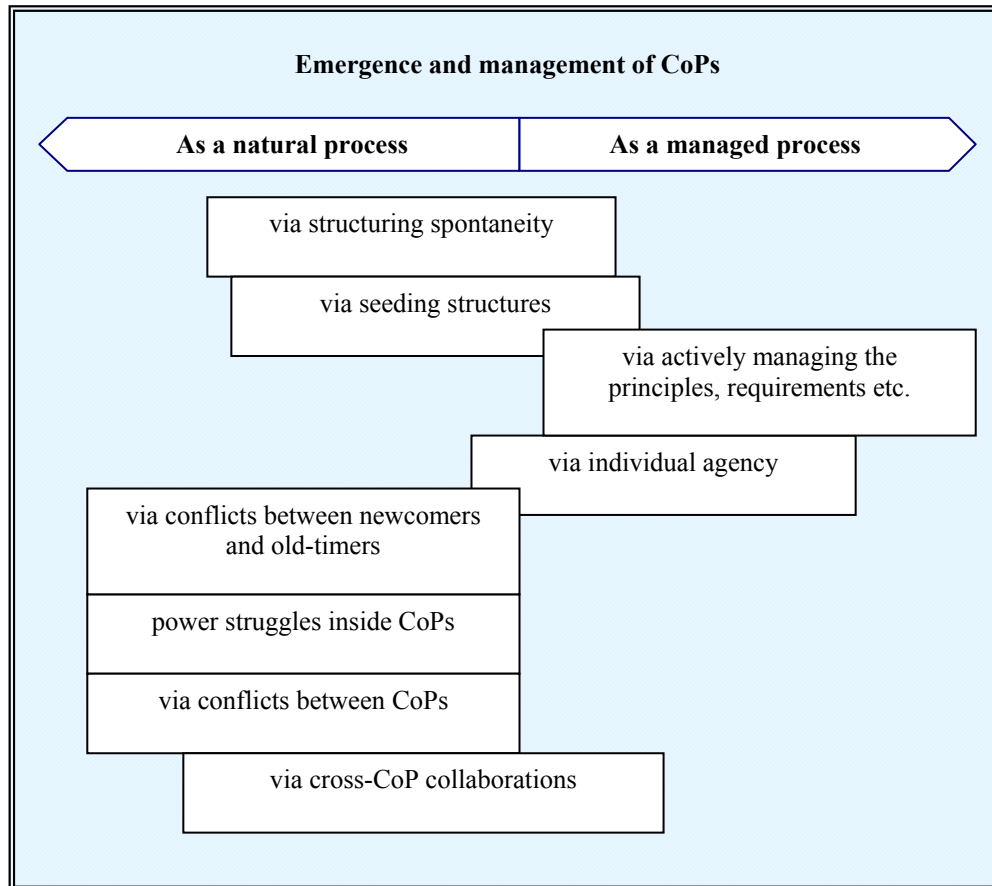 Emergence and management of CoPs
As a natural process
As a managed process
via structuring spontaneity
via seeding structures
via actively managing the
principles, requirements etc.
via individual agency
via conflicts between newcomers
and old-timers
power struggles inside CoPs
via conflicts between CoPs
via cross-CoP collaborations